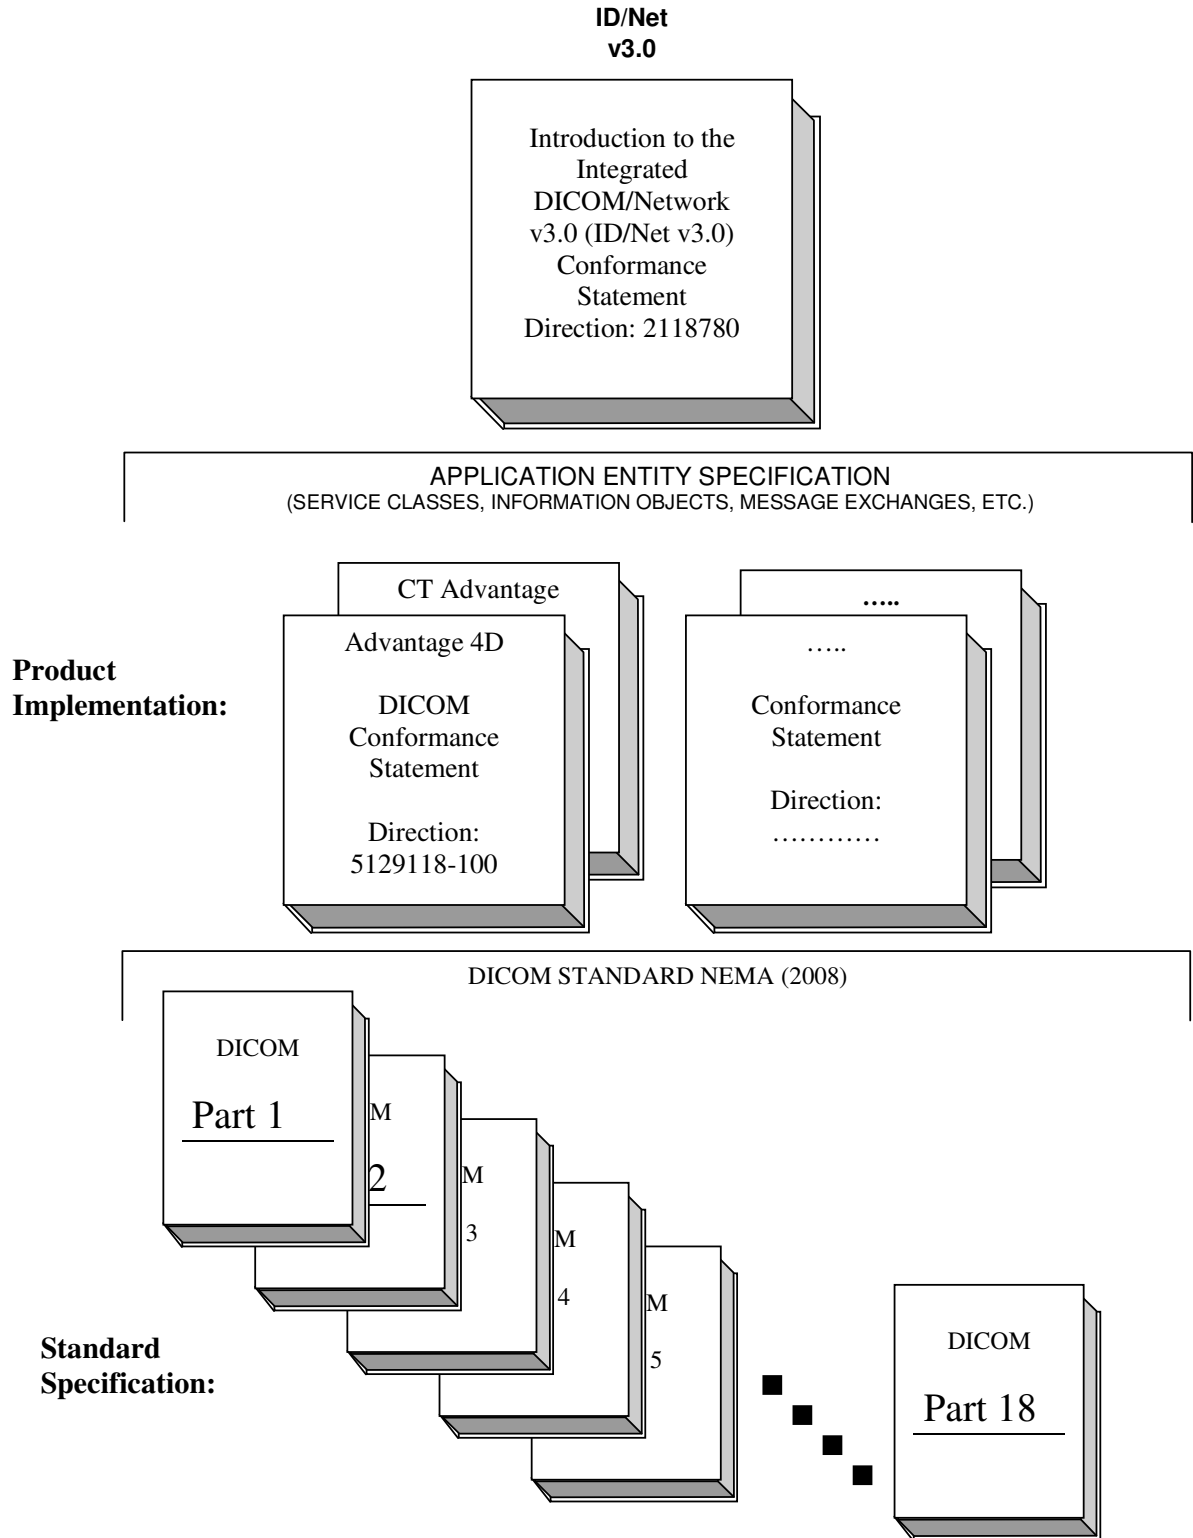 ID/Net
v3.0
Introduction to the
Integrated
DICOM/Network
v3.0 (ID/Net v3.0)
Conformance
Statement
Direction: 2118780
APPLICATION ENTITY SPECIFICATION
(SERVICE CLASSES, INFORMATION OBJECTS, MESSAGE EXCHANGES, ETC.)
Product
Implementation:
CT Advantage
Advantage 4D
DICOM
Conformance
Statement
Direction:
5129118-100
.....
.....
Conformance
Statement
Direction:
............
DICOM STANDARD NEMA (2008)
DICOM
Part 1
M
2
M
3
M
4
M
5
Standard
Specification:
DICOM
Part 18